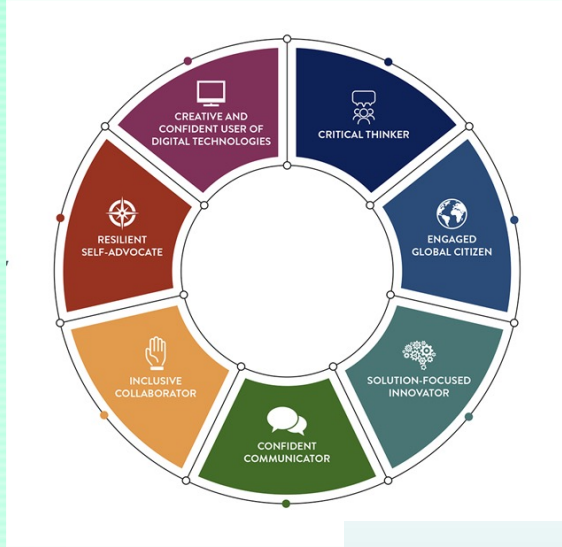 CREATIVE AND
CONFIDENT USER OF
DIGITAL TECHNOLOGIES
CRITICAL THINKER
RESILIENT
SELF-ADVOCATE
ENGAGED
GLOBAL CITIZEN
INCLUSIVE
COLLABORATOR
SOLUTION-FOCUSED
INNOVATOR
CONFIDENT
COMMUNICATOR